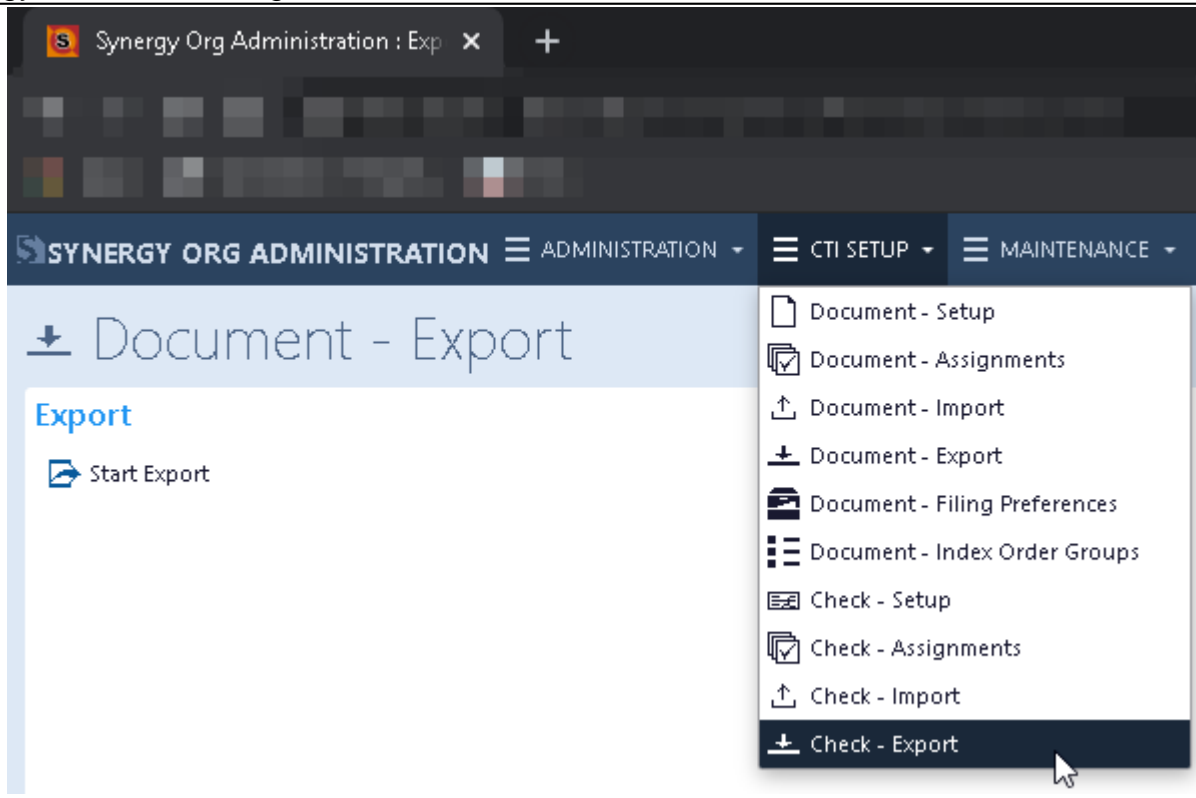 Synergy Org Administration : Exp
SYNERGY ORG ADMINISTRATION ADMINISTRATION CTI SETUP MAINTENANCE
Document - Export
Export
Start Export
Document - Setup
Document - Assignments
Document - Import
Document - Export
Document - Filing Preferences
Document - Index Order Groups
Check - Setup
Check - Assignments
Check - Import
Check - Export